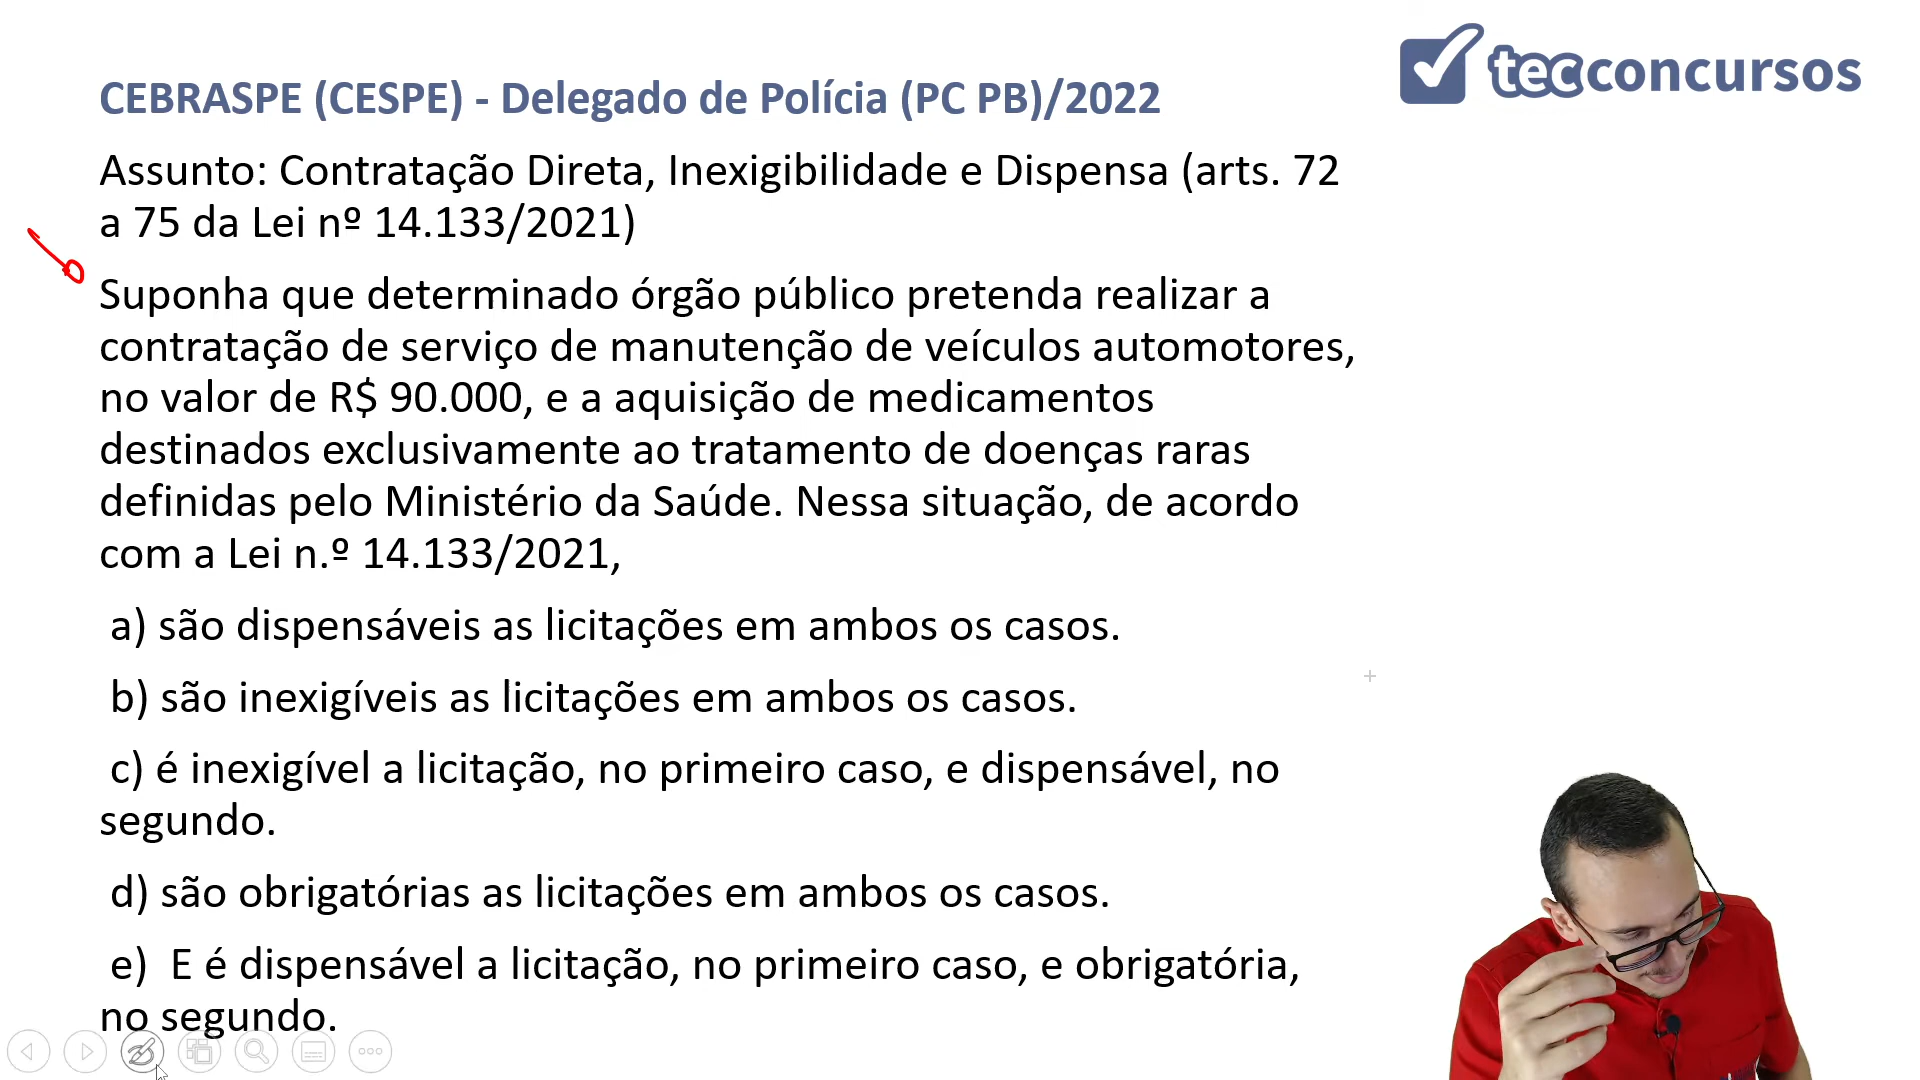 tecconcursos
CEBRASPE (CESPE) - Delegado de Polícia (PC PB)/2022
Assunto: Contratação Direta, Inexigibilidade e Dispensa (arts. 72
a 75 da Lei nº 14.133/2021)
Suponha que determinado órgão público pretenda realizar a
contratação de serviço de manutenção de veículos automotores,
no valor de R$ 90.000, e a aquisição de medicamentos
destinados exclusivamente ao tratamento de doenças raras
definidas pelo Ministério da Saúde. Nessa situação, de acordo
com a Lei n.º 14.133/2021,
a) são dispensáveis as licitações em ambos os casos.
b) são inexigíveis as licitações em ambos os casos.
c) é inexigível a licitação, no primeiro caso, e dispensável, no
segundo.
d) são obrigatórias as licitações em ambos os casos.
e)  E é dispensável a licitação, no primeiro caso, e obrigatória,
no segundo.